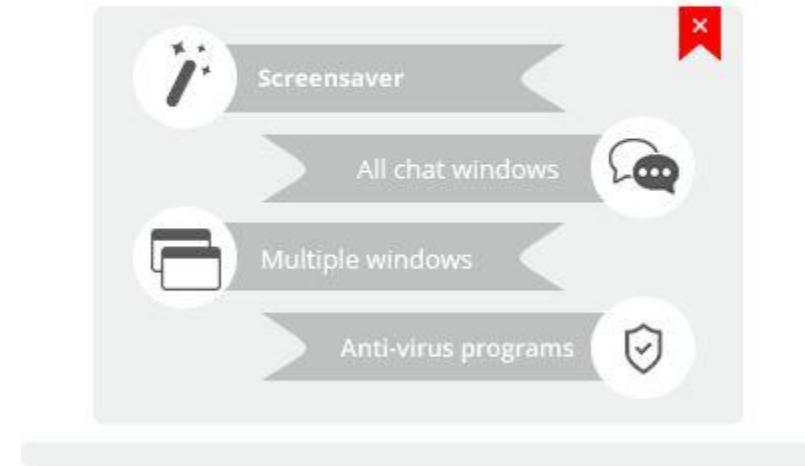 Screensaver
All chat windows
Multiple windows
Anti-virus programs